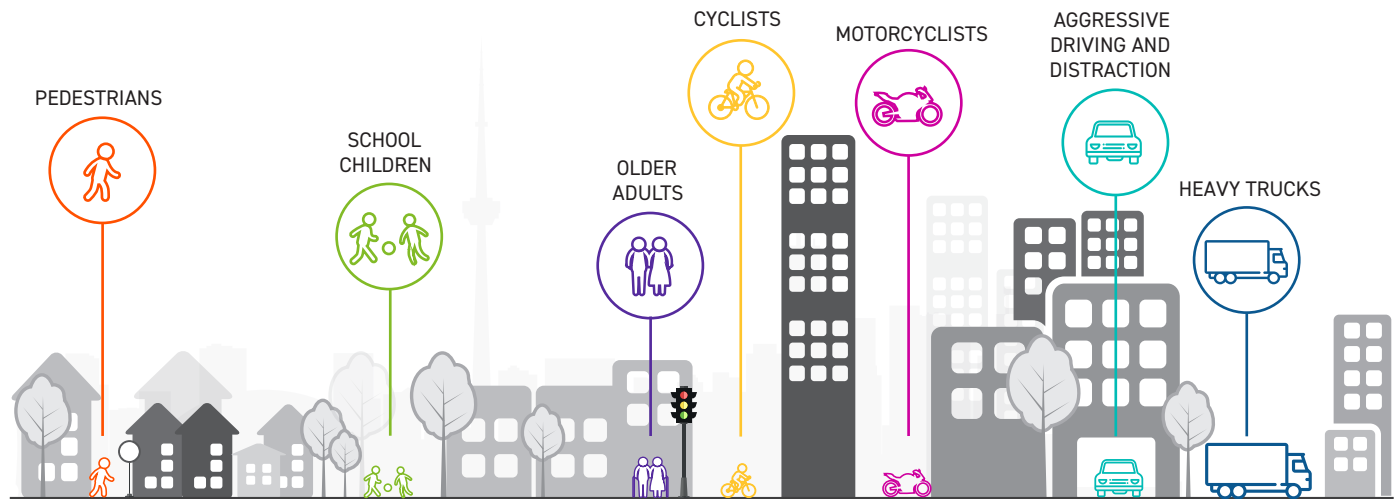 PEDESTRIANS
SCHOOL
CHILDREN
OLDER
ADULTS
CYCLISTS
MOTORCYCLISTS
AGGRESSIVE
DRIVING AND
DISTRACTION
HEAVY TRUCKS